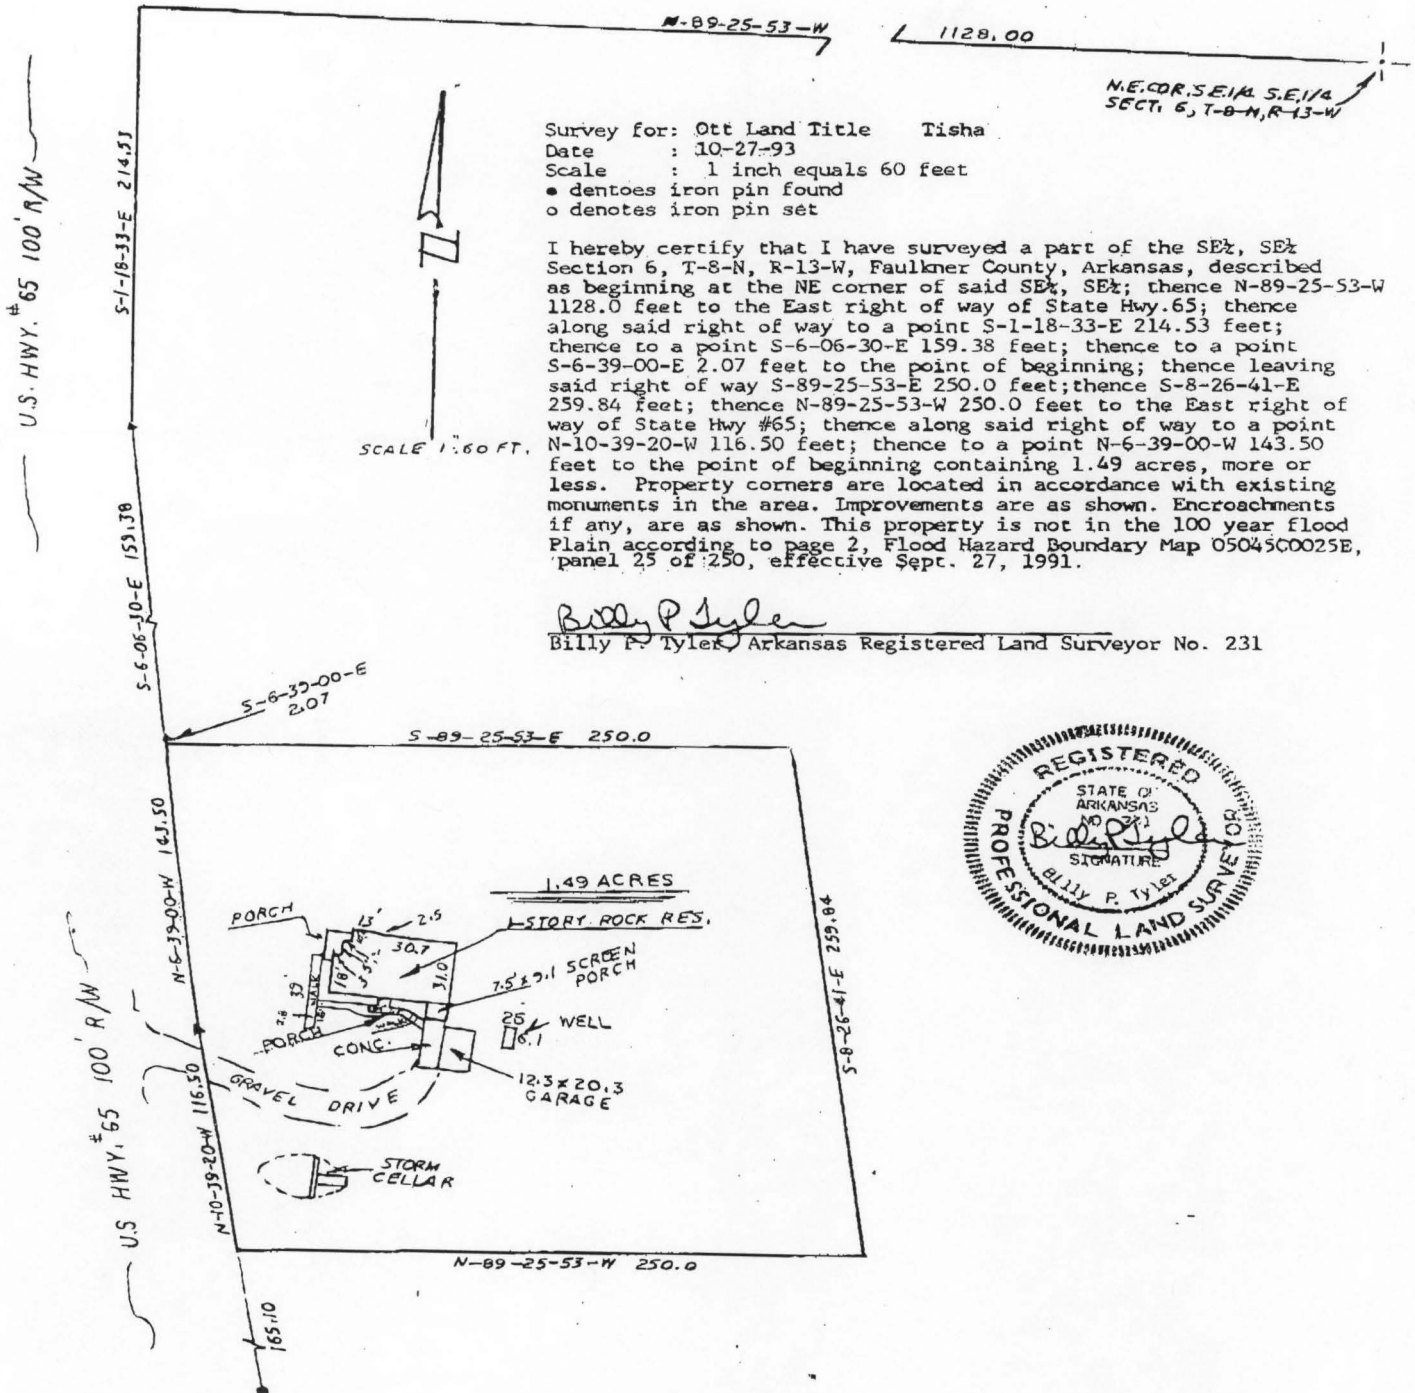 N-89-25-53-W
1128.00
N.E.COR.S.E.1/4 S.E.1/4
SECT. 6, T-8-N, R-13-W
U.S. HWY. #65 100' R/W
S-1-18-33-E 214.53
Survey for: Ott Land Title Tisha
Date : 10-27-93
Scale : 1 inch equals 60 feet
• dentoes iron pin found
o denotes iron pin set
I hereby certify that I have surveyed a part of the SE¼, SE¼
Section 6, T-8-N, R-13-W, Faulkner County, Arkansas, described
as beginning at the NE corner of said SE¼, SE¼; thence N-89-25-53-W
1128.0 feet to the East right of way of State Hwy.65; thence
along said right of way to a point S-1-18-33-E 214.53 feet;
thence to a point S-6-06-30-E 159.38 feet; thence to a point
S-6-39-00-E 2.07 feet to the point of beginning; thence leaving
said right of way S-89-25-53-E 250.0 feet;thence S-8-26-41-E
259.84 feet; thence N-89-25-53-W 250.0 feet to the East right of
way of State Hwy #65; thence along said right of way to a point
N-10-39-20-W 116.50 feet; thence to a point N-6-39-00-W 143.50
feet to the point of beginning containing 1.49 acres, more or
less. Property corners are located in accordance with existing
monuments in the area. Improvements are as shown. Encroachments
if any, are as shown. This property is not in the 100 year flood
Plain according to page 2, Flood Hazard Boundary Map 05045C0025E,
panel 25 of 250, effective Sept. 27, 1991.
N
SCALE 1":60 FT.
Billy P Tyler
Billy P. Tyler, Arkansas Registered Land Surveyor No. 231
S-6-06-30-E 159.38
S-6-39-00-E
2.07
S-89-25-53-E 250.0
REGISTERED
STATE OF
ARKANSAS
NO. 231
Billy P Tyler
SIGNATURE
Billy P. Tyler
PROFESSIONAL LAND SURVEYOR
N-6-39-00-W 143.50
1.49 ACRES
1-STORY ROCK RES.
PORCH
13'
2.5
30.7
31.0
18'
39'
WALK
2.8
7.5'x9.1 SCREEN
PORCH
25
6.1
WELL
PORCH
CONC.
12.3 x 20.3
GARAGE
GRAVEL DRIVE
S-8-26-41-E 259.84
U.S HWY. #65 100' R/W
N-10-39-20-W 116.50
STORM
CELLAR
N-89-25-53-W 250.0
165.10